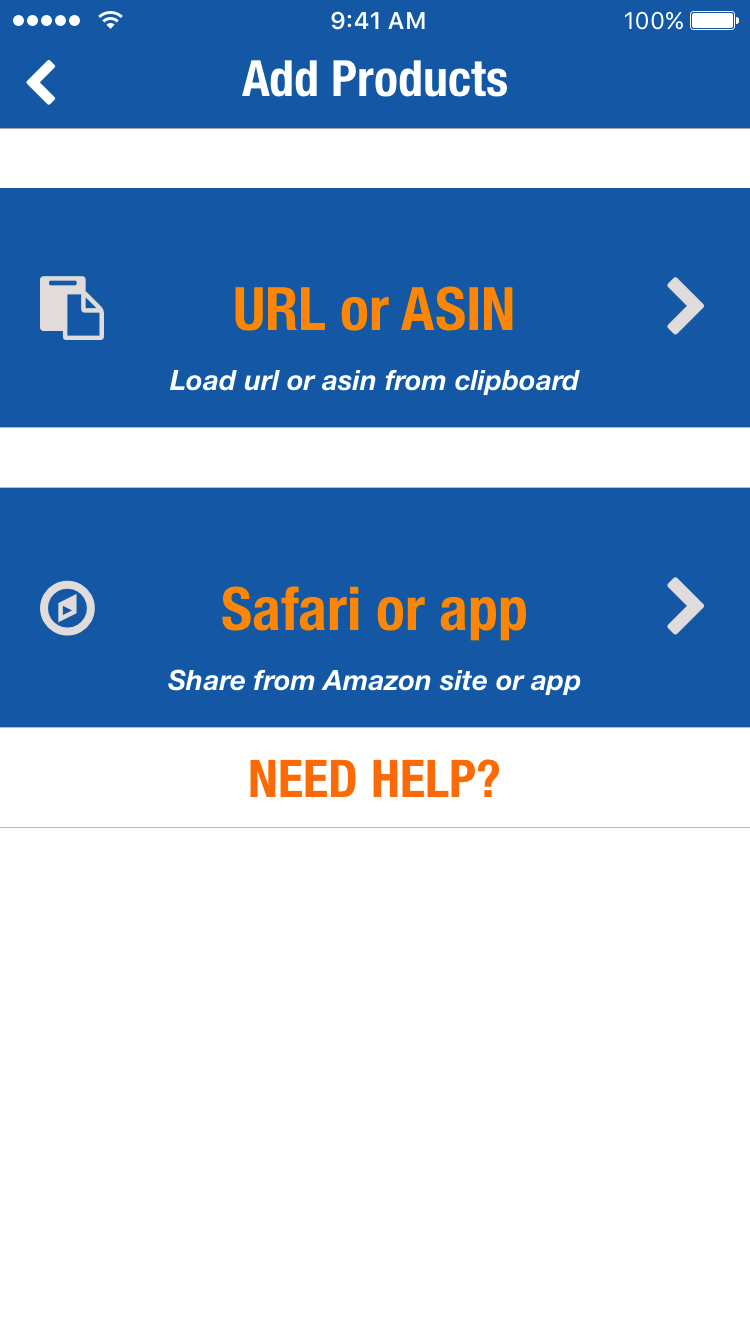 9:41 AM
100%
Add Products
URL or ASIN
Load url or asin from clipboard
Safari or app
Share from Amazon site or app
NEED HELP?